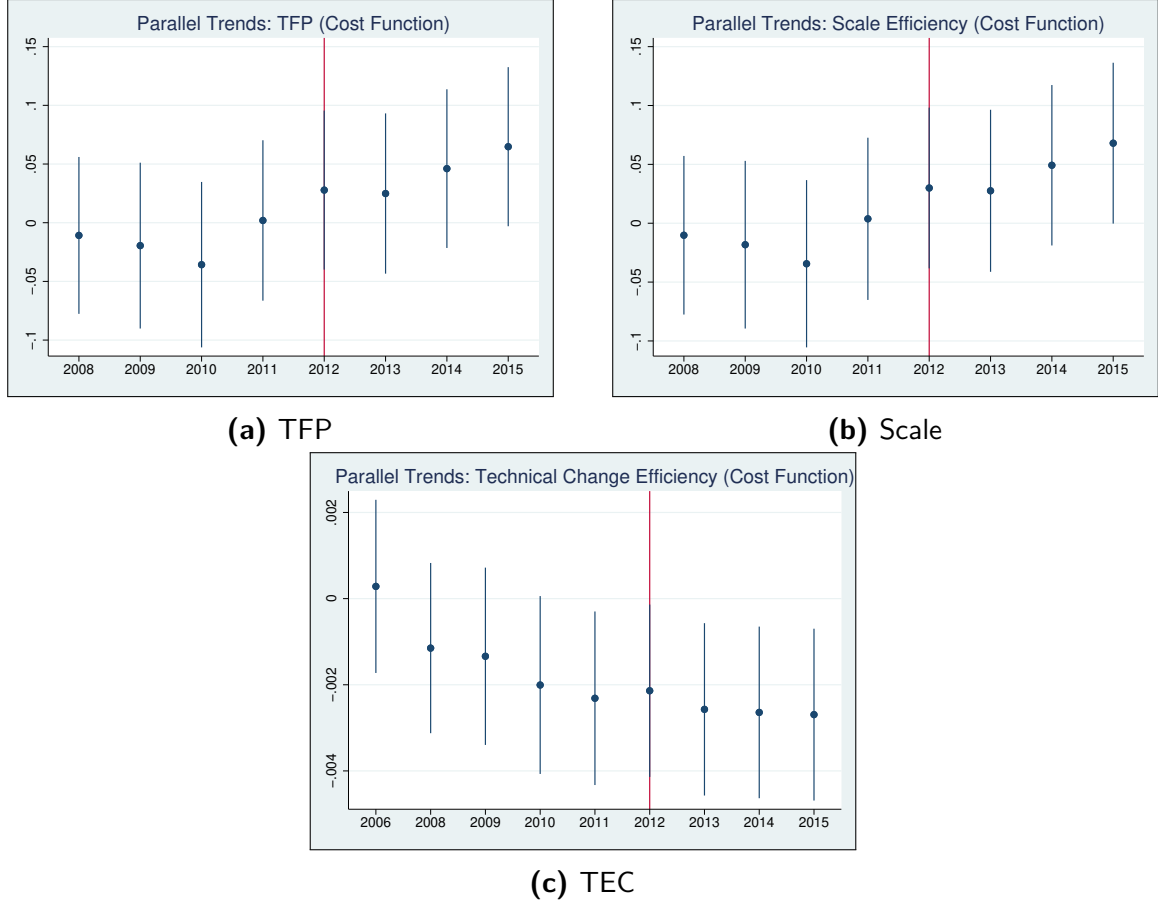 Parallel Trends: TFP (Cost Function)
.15
.1
.05
0
-.05
-.1
2008 2009 2010 2011 2012 2013 2014 2015
(a) TFP
Parallel Trends: Scale Efficiency (Cost Function)
.15
.1
.05
0
-.05
-.1
2008 2009 2010 2011 2012 2013 2014 2015
(b) Scale
Parallel Trends: Technical Change Efficiency (Cost Function)
.002
0
-.002
-.004
2006 2008 2009 2010 2011 2012 2013 2014 2015
(c) TEC